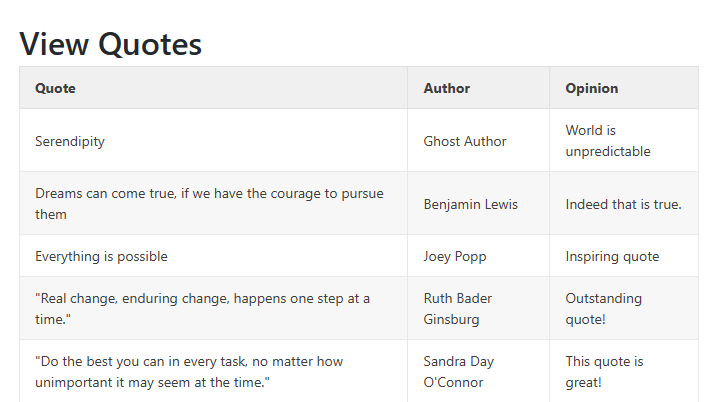 View Quotes
Quote Author Opinion
Serendipity Ghost Author World is
unpredictable
Dreams can come true, if we have the courage to pursue
them Benjamin Lewis Indeed that is true.
Everything is possible Joey Popp Inspiring quote
"Real change, enduring change, happens one step at a
time." Ruth Bader
Ginsburg Outstanding
quote!
"Do the best you can in every task, no matter how
unimportant it may seem at the time." Sandra Day
O'Connor This quote is
great!